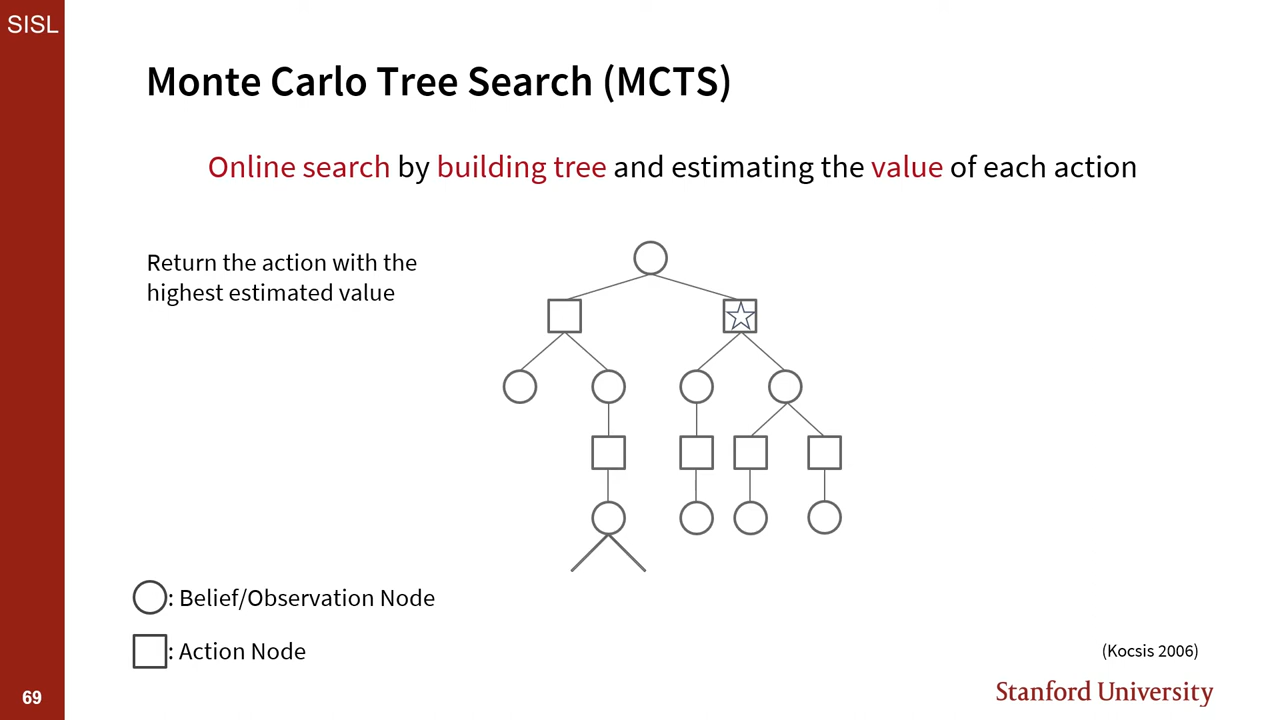 SISL
Monte Carlo Tree Search (MCTS)
Online search by building tree and estimating the value of each action
Return the action with the
highest estimated value
: Belief/Observation Node
: Action Node
(Kocsis 2006)
69
Stanford University